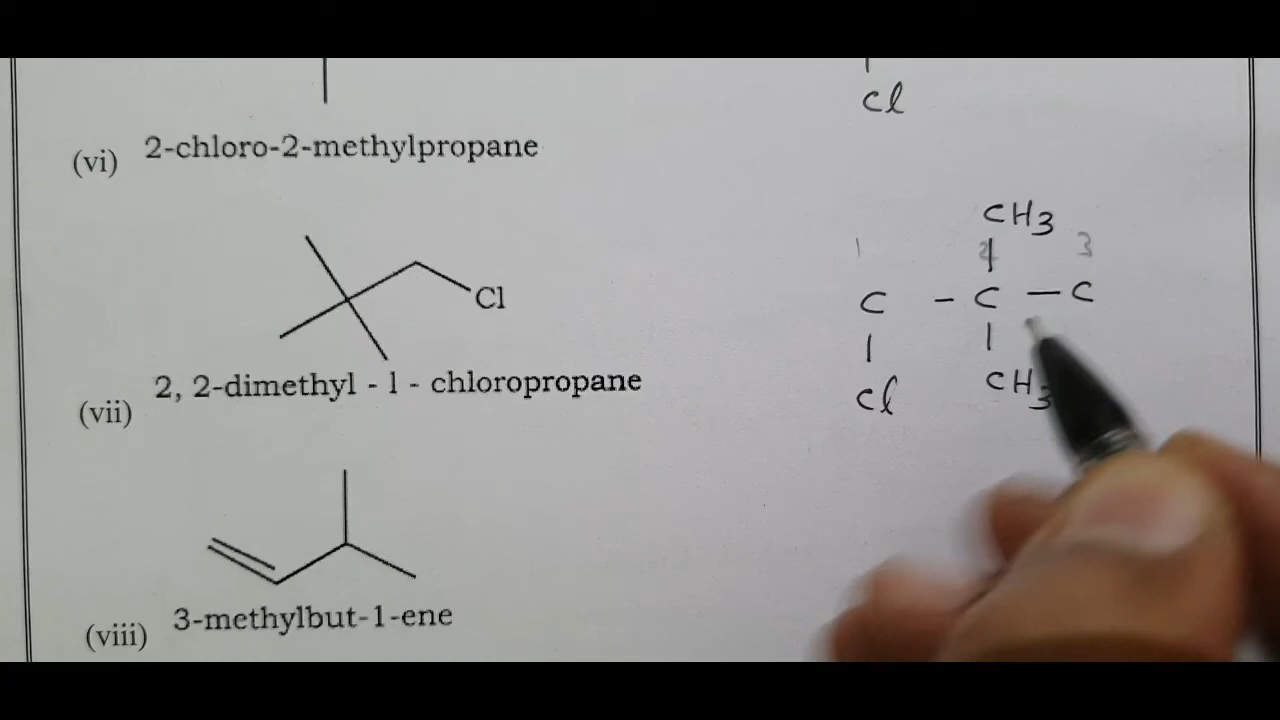 Cl
(vi) 2-chloro-2-methylpropane
CH3
1 2 3
C - C - C
Cl
Cl CH3
2, 2-dimethyl - 1 - chloropropane
(vii)
3-methylbut-1-ene
(viii)